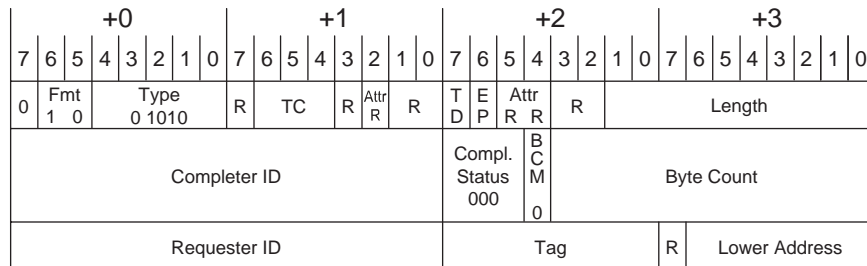 +0 +1 +2 +3
7 6 5 4 3 2 1 0 7 6 5 4 3 2 1 0 7 6 5 4 3 2 1 0 7 6 5 4 3 2 1 0
0 Fmt 1 0 Type 0 1010 R TC R Attr R R T D E P Attr R R R Length
Completer ID Compl. Status 000 B C M 0 Byte Count
Requester ID Tag R Lower Address